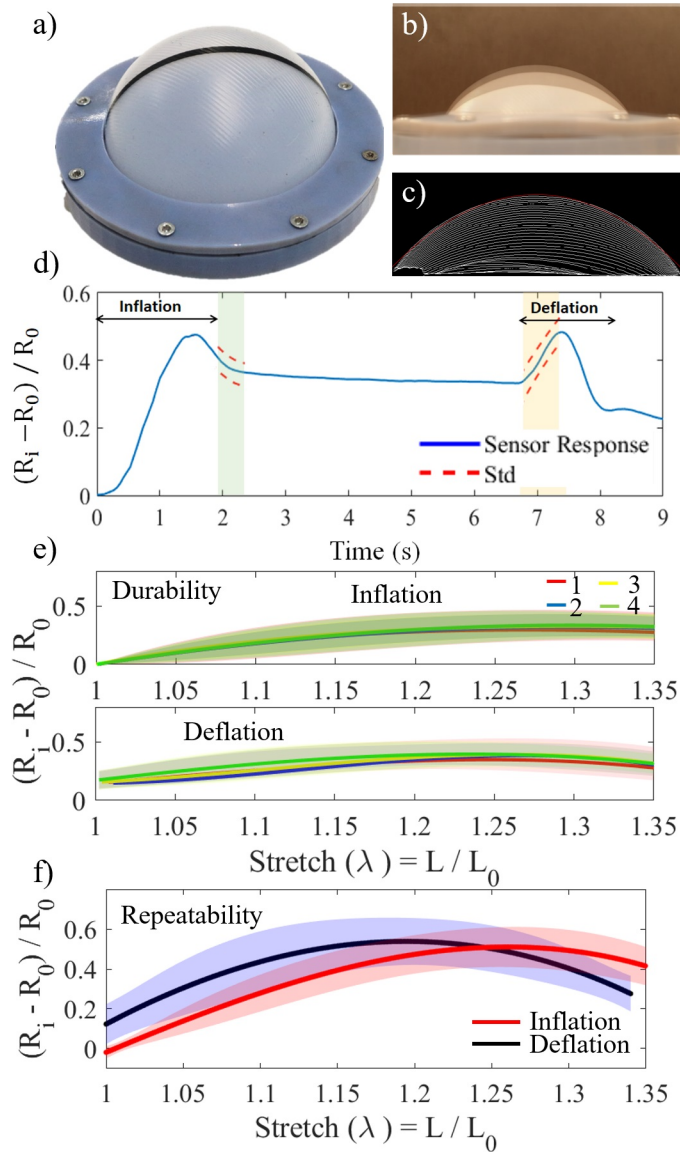 a)
b)
c)
d)
0.6
0.4
0.2
0
(R_i −R_0) / R_0
Inflation
Deflation
Sensor Response
Std
0 1 2 3 4 5 6 7 8 9
Time (s)
e)
Durability
Inflation
1 3
2 4
0.5
0
1 1.05 1.1 1.15 1.2 1.25 1.3 1.35
(R_i - R_0) / R_0
Deflation
0.5
0
1 1.05 1.1 1.15 1.2 1.25 1.3 1.35
Stretch (λ ) = L / L_0
f)
Repeatability
0.6
0.4
0.2
0
(R_i - R_0) / R_0
Inflation
Deflation
1 1.05 1.1 1.15 1.2 1.25 1.3 1.35
Stretch (λ ) = L / L_0